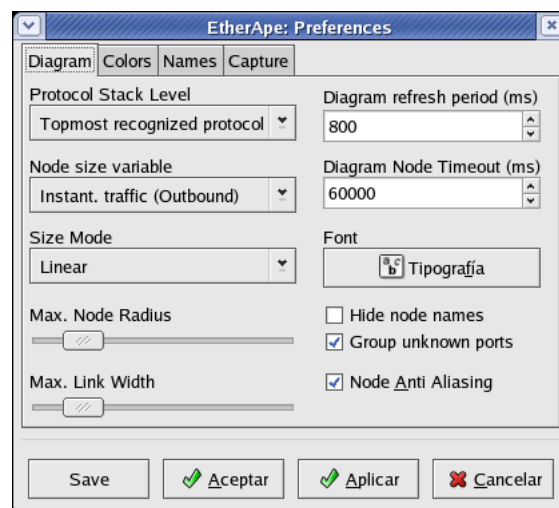 EtherApe: Preferences
Diagram Colors Names Capture
Protocol Stack Level
Topmost recognized protocol
Diagram refresh period (ms)
800
Node size variable
Instant. traffic (Outbound)
Diagram Node Timeout (ms)
60000
Size Mode
Linear
Font
Tipografía
Max. Node Radius
Hide node names
Group unknown ports
Max. Link Width
Node Anti Aliasing
Save Aceptar Aplicar Cancelar